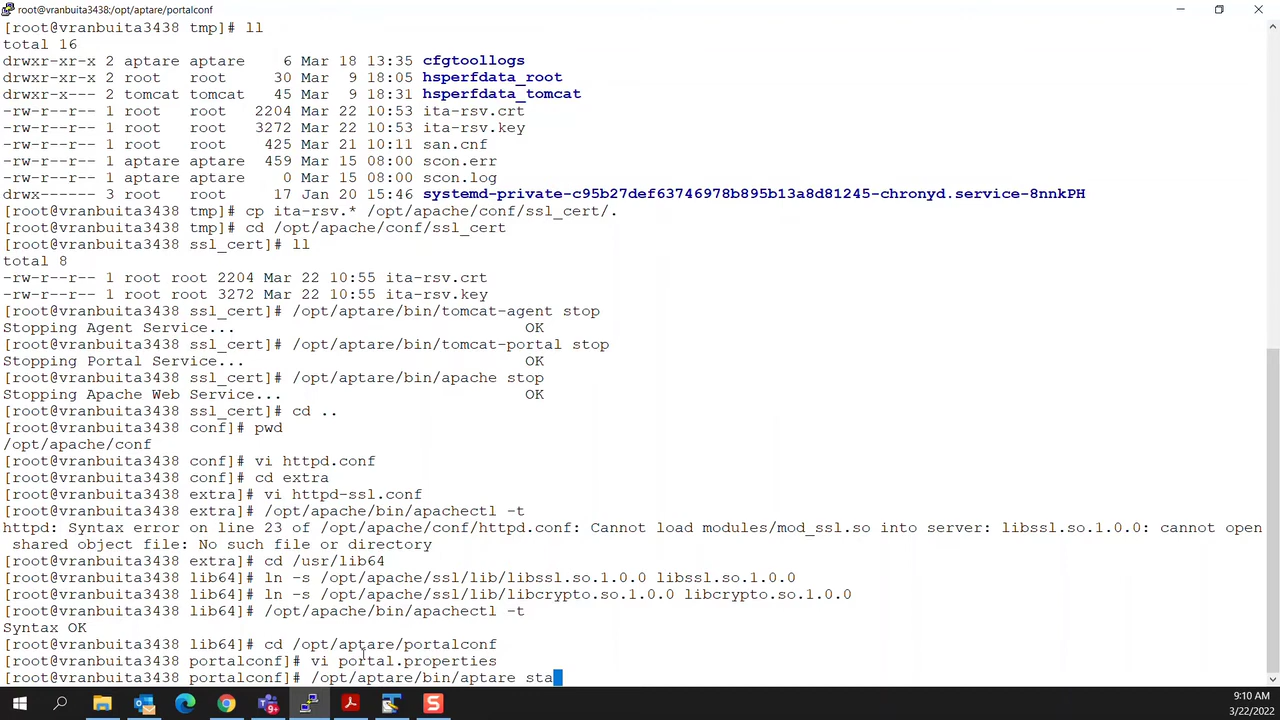 root@vranbuita3438:/opt/aptare/portalconf
[root@vranbuita3438 tmp]# ll
total 16
drwxr-xr-x 2 aptare aptare    6 Mar 18 13:35 cfgtoollogs
drwxr-xr-x 2 root   root     30 Mar  9 18:05 hsperfdata_root
drwxr-x--- 2 tomcat tomcat   45 Mar  9 18:31 hsperfdata_tomcat
-rw-r--r-- 1 root   root   2204 Mar 22 10:53 ita-rsv.crt
-rw-r--r-- 1 root   root   3272 Mar 22 10:53 ita-rsv.key
-rw-r--r-- 1 root   root    425 Mar 21 10:11 san.cnf
-rw-r--r-- 1 aptare aptare  459 Mar 15 08:00 scon.err
-rw-r--r-- 1 aptare aptare    0 Mar 15 08:00 scon.log
drwx------ 3 root   root     17 Jan 20 15:46 systemd-private-c95b27def63746978b895b13a8d81245-chronyd.service-8nnkPH
[root@vranbuita3438 tmp]# cp ita-rsv.* /opt/apache/conf/ssl_cert/.
[root@vranbuita3438 tmp]# cd /opt/apache/conf/ssl_cert
[root@vranbuita3438 ssl_cert]# ll
total 8
-rw-r--r-- 1 root root 2204 Mar 22 10:55 ita-rsv.crt
-rw-r--r-- 1 root root 3272 Mar 22 10:55 ita-rsv.key
[root@vranbuita3438 ssl_cert]# /opt/aptare/bin/tomcat-agent stop
Stopping Agent Service... OK
[root@vranbuita3438 ssl_cert]# /opt/aptare/bin/tomcat-portal stop
Stopping Portal Service... OK
[root@vranbuita3438 ssl_cert]# /opt/aptare/bin/apache stop
Stopping Apache Web Service... OK
[root@vranbuita3438 ssl_cert]# cd ..
[root@vranbuita3438 conf]# pwd
/opt/apache/conf
[root@vranbuita3438 conf]# vi httpd.conf
[root@vranbuita3438 conf]# cd extra
[root@vranbuita3438 extra]# vi httpd-ssl.conf
[root@vranbuita3438 extra]# /opt/apache/bin/apachectl -t
httpd: Syntax error on line 23 of /opt/apache/conf/httpd.conf: Cannot load modules/mod_ssl.so into server: libssl.so.1.0.0: cannot open
shared object file: No such file or directory
[root@vranbuita3438 extra]# cd /usr/lib64
[root@vranbuita3438 lib64]# ln -s /opt/apache/ssl/lib/libssl.so.1.0.0 libssl.so.1.0.0
[root@vranbuita3438 lib64]# ln -s /opt/apache/ssl/lib/libcrypto.so.1.0.0 libcrypto.so.1.0.0
[root@vranbuita3438 lib64]# /opt/apache/bin/apachectl -t
Syntax OK
[root@vranbuita3438 lib64]# cd /opt/aptare/portalconf
[root@vranbuita3438 portalconf]# vi portal.properties
[root@vranbuita3438 portalconf]# /opt/aptare/bin/aptare sta
9+
S
9:10 AM
3/22/2022